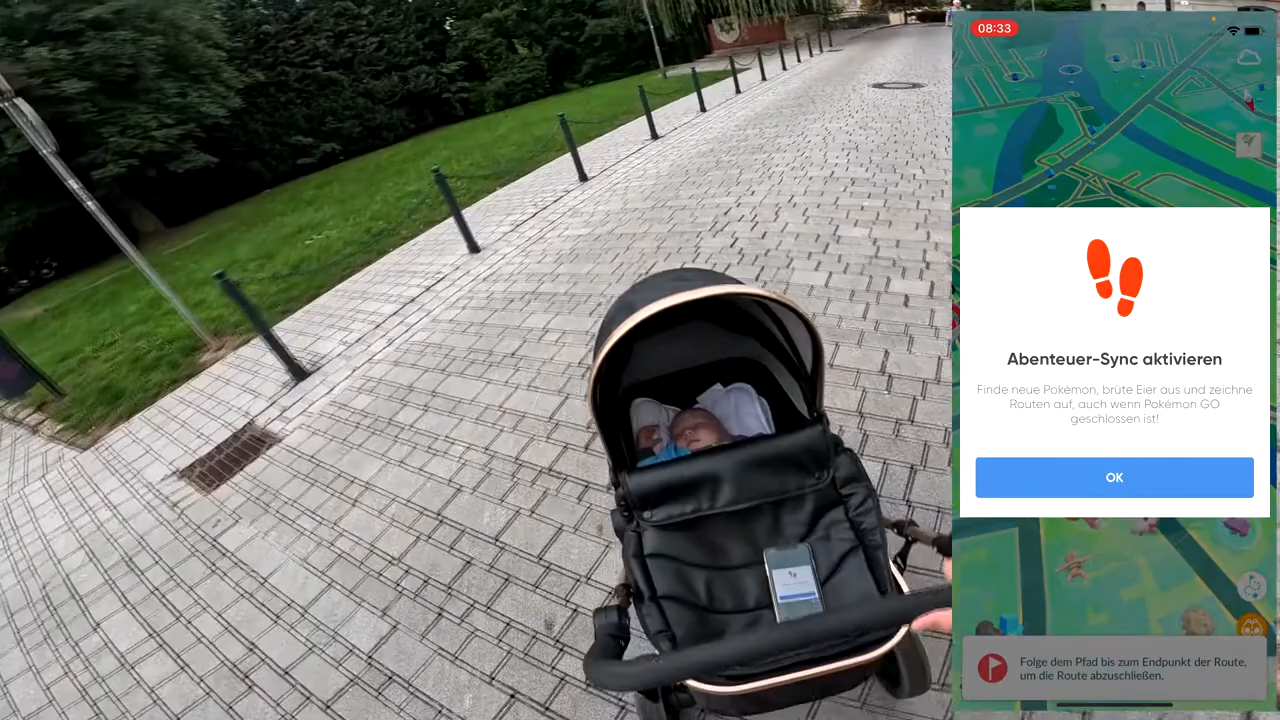 08:33
Abenteuer-Sync aktivieren
Finde neue Pokémon, brüte Eier aus und zeichne
Routen auf, auch wenn Pokémon GO
geschlossen ist!
OK
Folge dem Pfad bis zum Endpunkt der Route,
um die Route abzuschließen.